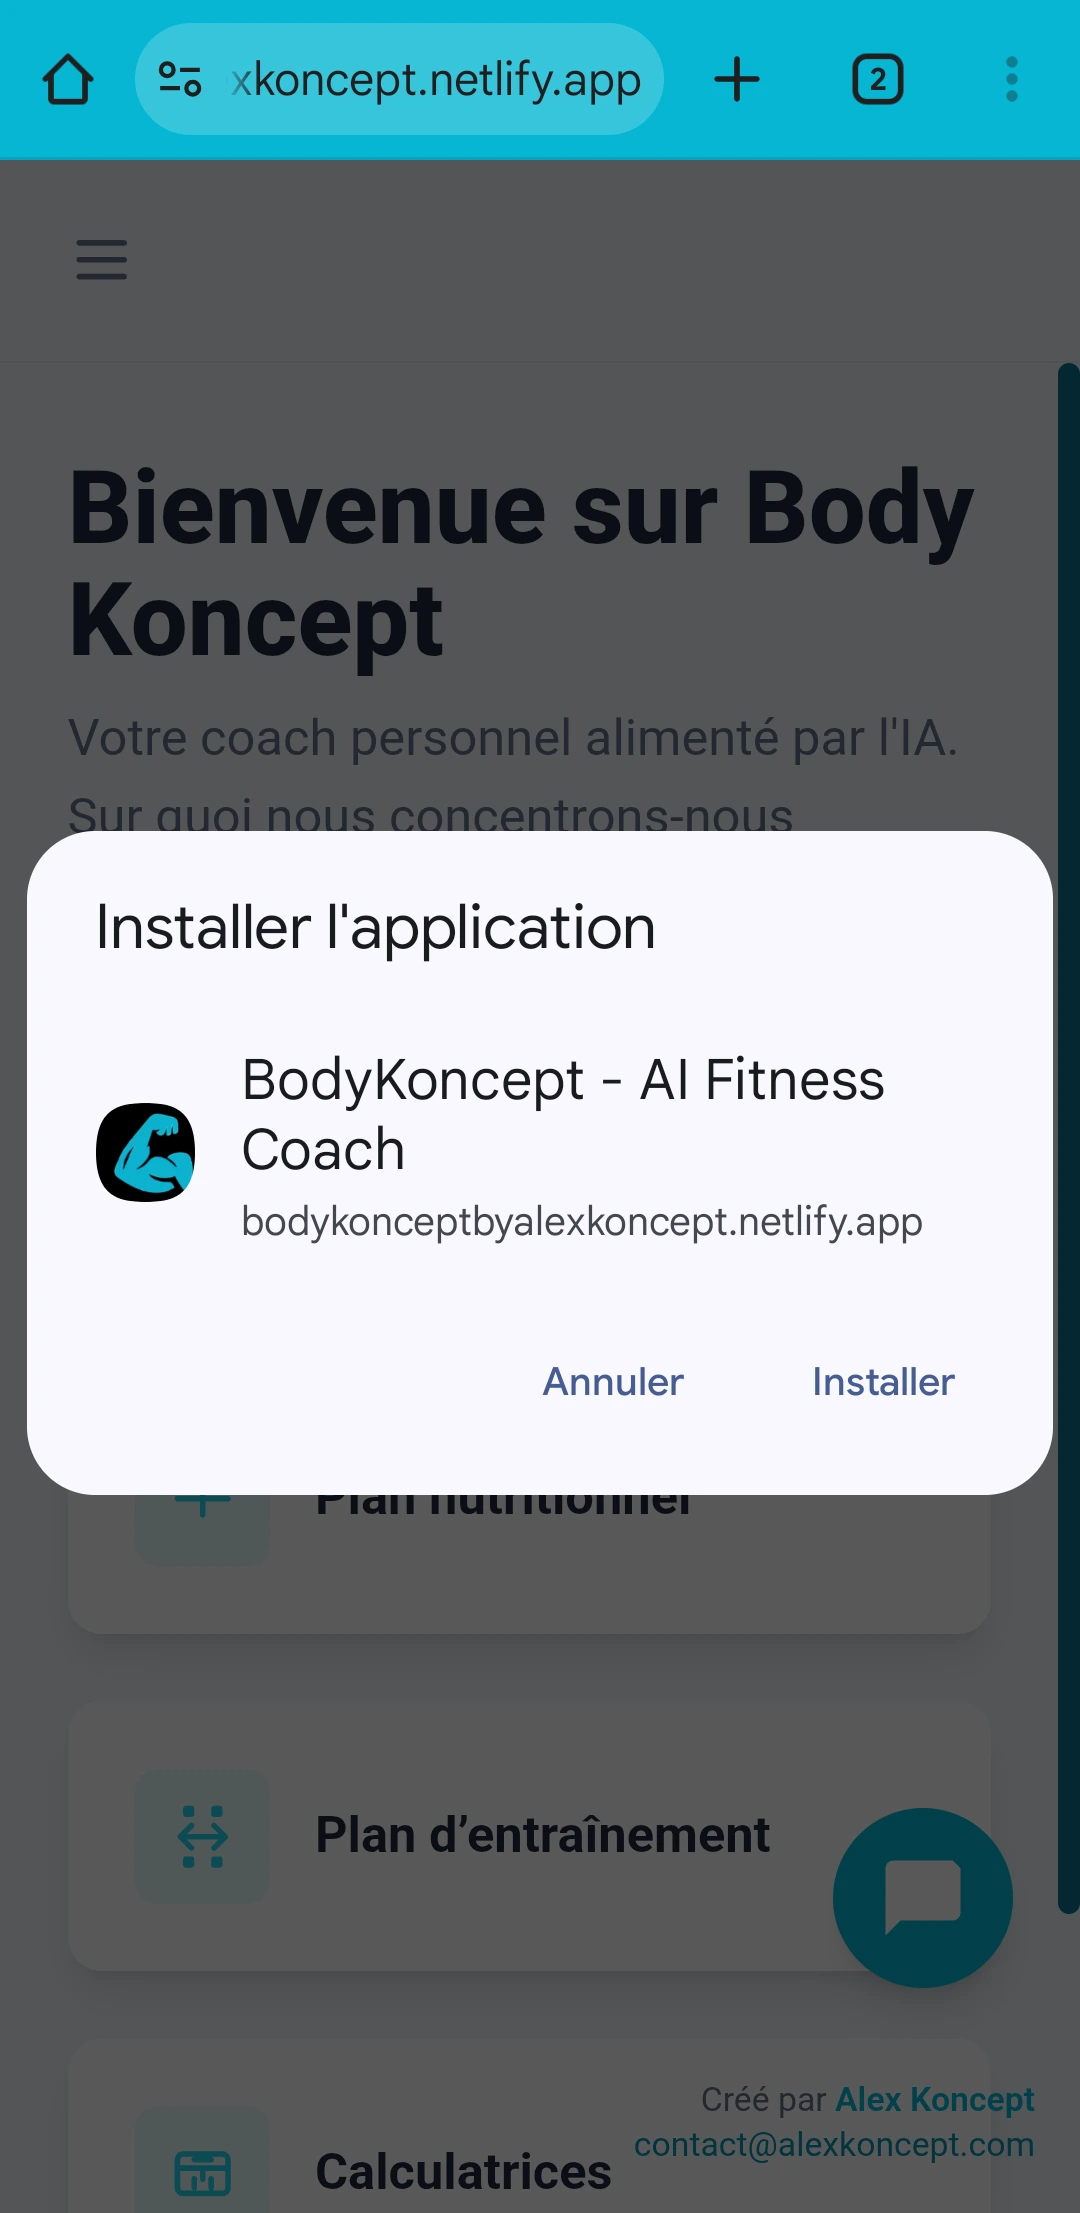 xkoncept.netlify.app
2
Bienvenue sur Body
Koncept
Votre coach personnel alimenté par l'IA.
Sur quoi nous concentrons-nous
Installer l'application
BodyKoncept - AI Fitness
Coach
bodykonceptbyalexkoncept.netlify.app
Annuler
Installer
Plan nutritionnel
Plan d’entraînement
Créé par Alex Koncept
contact@alexkoncept.com
Calculatrices